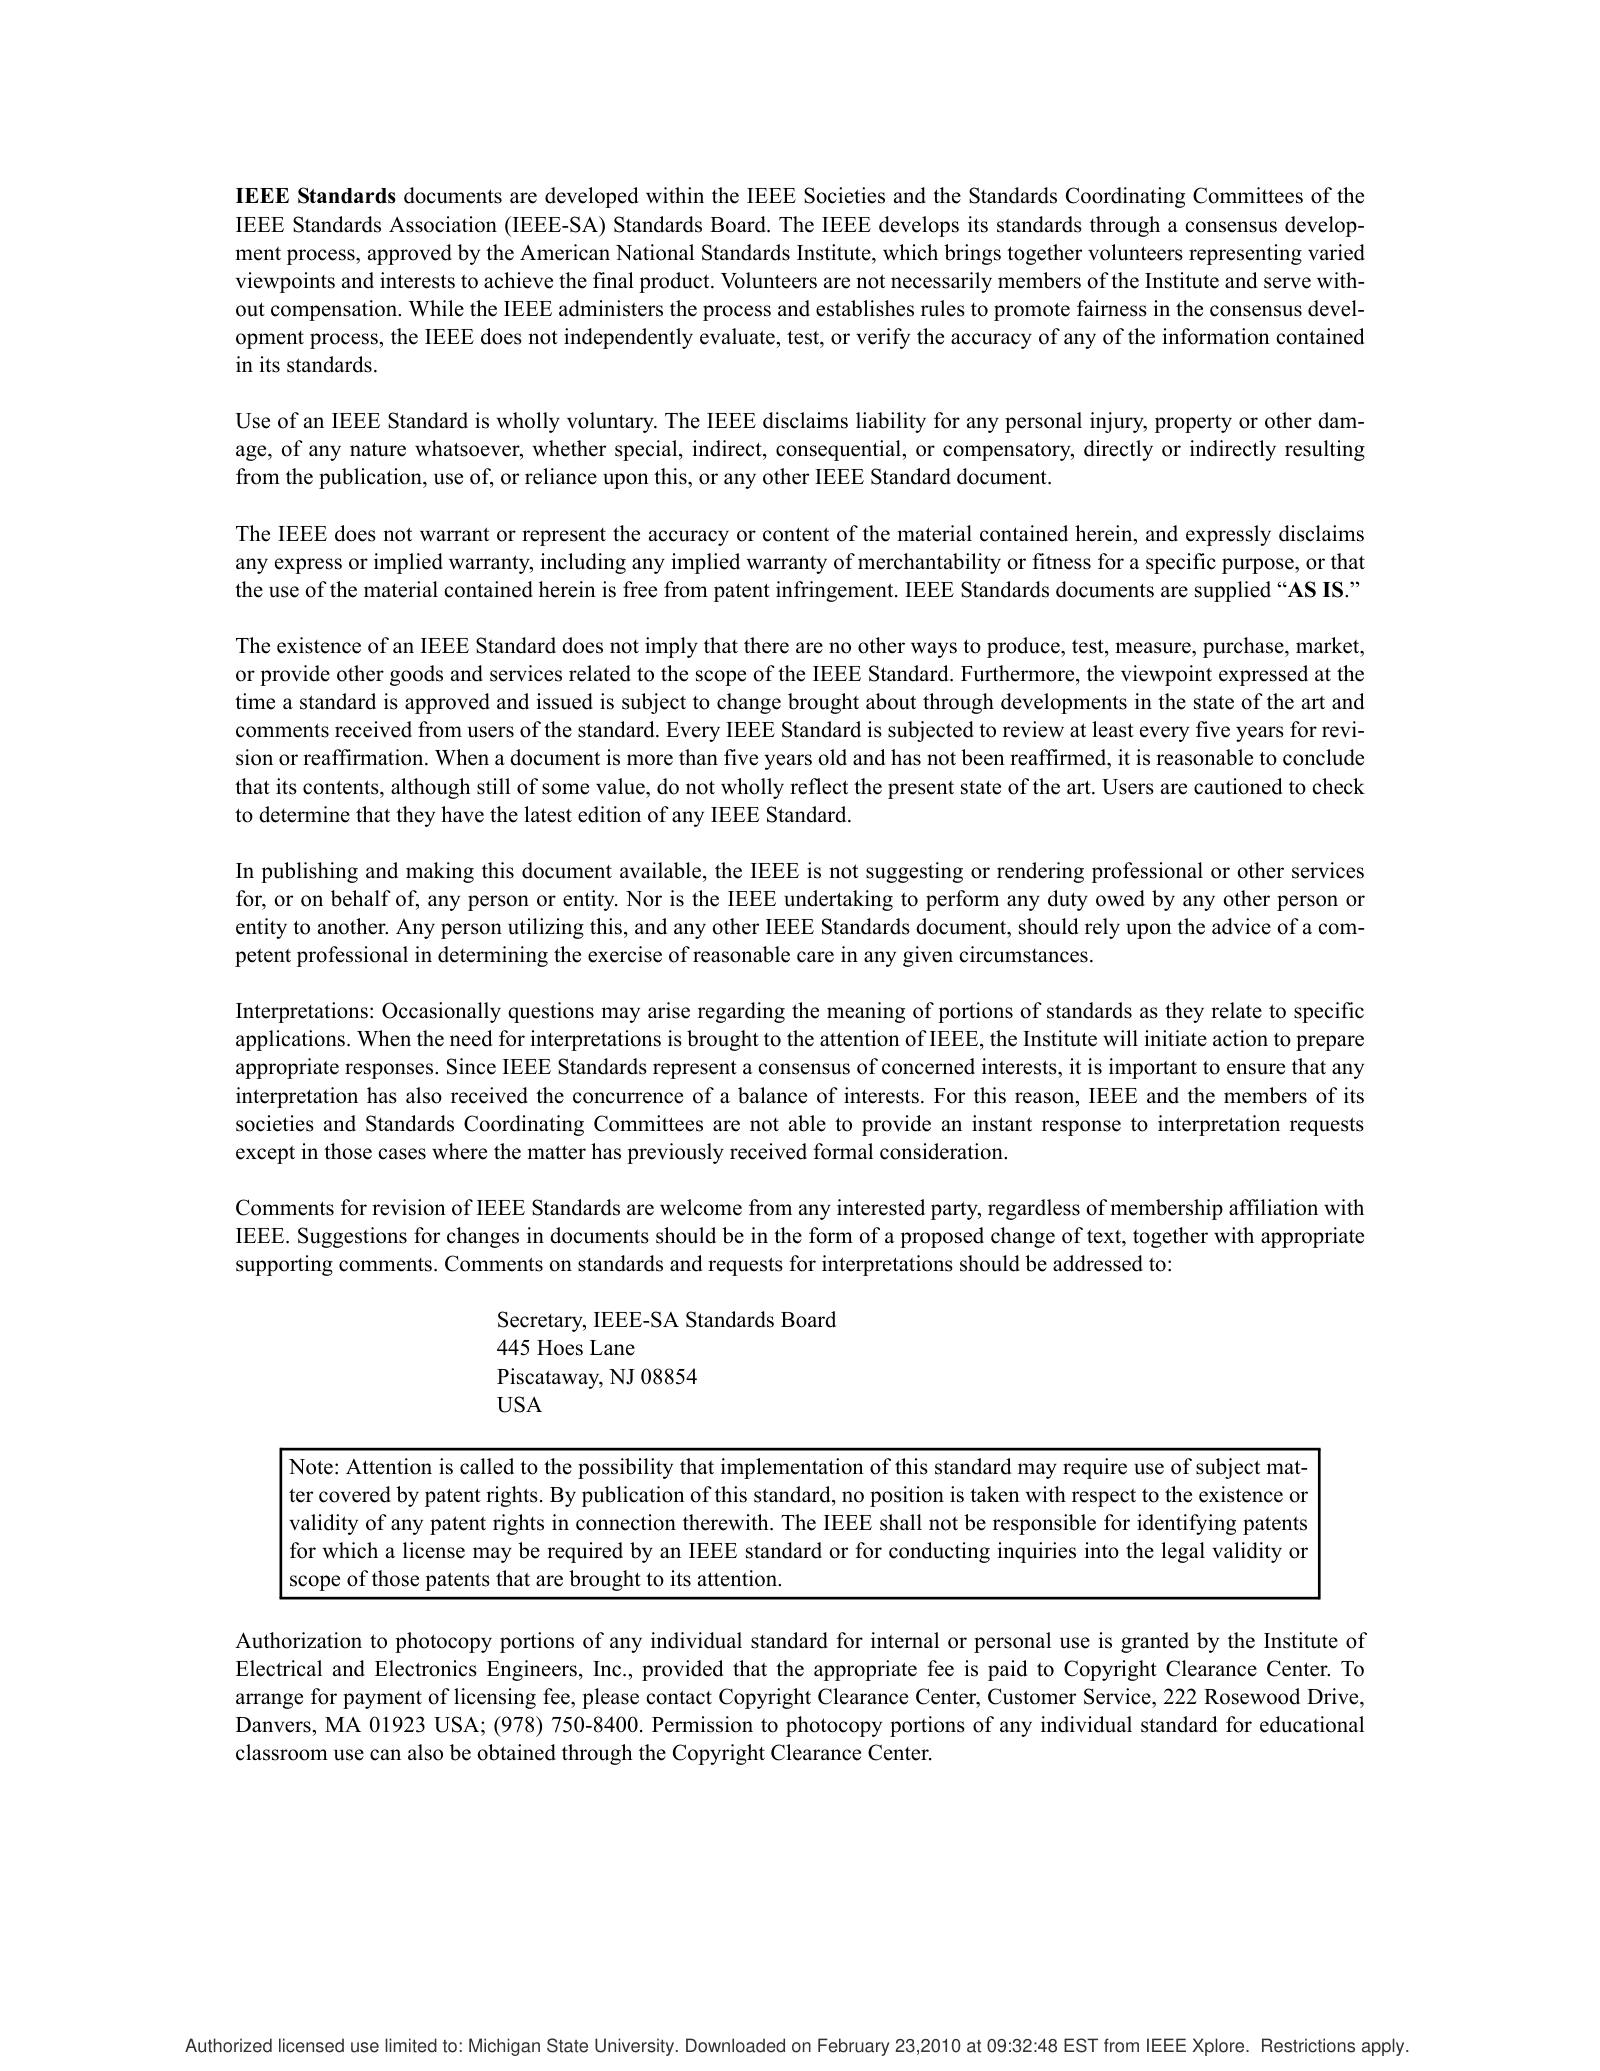 IEEE Standards documents are developed within the IEEE Societies and the Standards Coordinating Committees of the
IEEE Standards Association (IEEE-SA) Standards Board. The IEEE develops its standards through a consensus develop-
ment process, approved by the American National Standards Institute, which brings together volunteers representing varied
viewpoints and interests to achieve the final product. Volunteers are not necessarily members of the Institute and serve with-
out compensation. While the IEEE administers the process and establishes rules to promote fairness in the consensus devel-
opment process, the IEEE does not independently evaluate, test, or verify the accuracy of any of the information contained
in its standards.
Use of an IEEE Standard is wholly voluntary. The IEEE disclaims liability for any personal injury, property or other dam-
age, of any nature whatsoever, whether special, indirect, consequential, or compensatory, directly or indirectly resulting
from the publication, use of, or reliance upon this, or any other IEEE Standard document.
The IEEE does not warrant or represent the accuracy or content of the material contained herein, and expressly disclaims
any express or implied warranty, including any implied warranty of merchantability or fitness for a specific purpose, or that
the use of the material contained herein is free from patent infringement. IEEE Standards documents are supplied “AS IS.”
The existence of an IEEE Standard does not imply that there are no other ways to produce, test, measure, purchase, market,
or provide other goods and services related to the scope of the IEEE Standard. Furthermore, the viewpoint expressed at the
time a standard is approved and issued is subject to change brought about through developments in the state of the art and
comments received from users of the standard. Every IEEE Standard is subjected to review at least every five years for revi-
sion or reaffirmation. When a document is more than five years old and has not been reaffirmed, it is reasonable to conclude
that its contents, although still of some value, do not wholly reflect the present state of the art. Users are cautioned to check
to determine that they have the latest edition of any IEEE Standard.
In publishing and making this document available, the IEEE is not suggesting or rendering professional or other services
for, or on behalf of, any person or entity. Nor is the IEEE undertaking to perform any duty owed by any other person or
entity to another. Any person utilizing this, and any other IEEE Standards document, should rely upon the advice of a com-
petent professional in determining the exercise of reasonable care in any given circumstances.
Interpretations: Occasionally questions may arise regarding the meaning of portions of standards as they relate to specific
applications. When the need for interpretations is brought to the attention of IEEE, the Institute will initiate action to prepare
appropriate responses. Since IEEE Standards represent a consensus of concerned interests, it is important to ensure that any
interpretation has also received the concurrence of a balance of interests. For this reason, IEEE and the members of its
societies and Standards Coordinating Committees are not able to provide an instant response to interpretation requests
except in those cases where the matter has previously received formal consideration.
Comments for revision of IEEE Standards are welcome from any interested party, regardless of membership affiliation with
IEEE. Suggestions for changes in documents should be in the form of a proposed change of text, together with appropriate
supporting comments. Comments on standards and requests for interpretations should be addressed to:
Secretary, IEEE-SA Standards Board
445 Hoes Lane
Piscataway, NJ 08854
USA
Note: Attention is called to the possibility that implementation of this standard may require use of subject mat-
ter covered by patent rights. By publication of this standard, no position is taken with respect to the existence or
validity of any patent rights in connection therewith. The IEEE shall not be responsible for identifying patents
for which a license may be required by an IEEE standard or for conducting inquiries into the legal validity or
scope of those patents that are brought to its attention.
Authorization to photocopy portions of any individual standard for internal or personal use is granted by the Institute of
Electrical and Electronics Engineers, Inc., provided that the appropriate fee is paid to Copyright Clearance Center. To
arrange for payment of licensing fee, please contact Copyright Clearance Center, Customer Service, 222 Rosewood Drive,
Danvers, MA 01923 USA; (978) 750-8400. Permission to photocopy portions of any individual standard for educational
classroom use can also be obtained through the Copyright Clearance Center.
Authorized licensed use limited to: Michigan State University. Downloaded on February 23,2010 at 09:32:48 EST from IEEE Xplore. Restrictions apply.